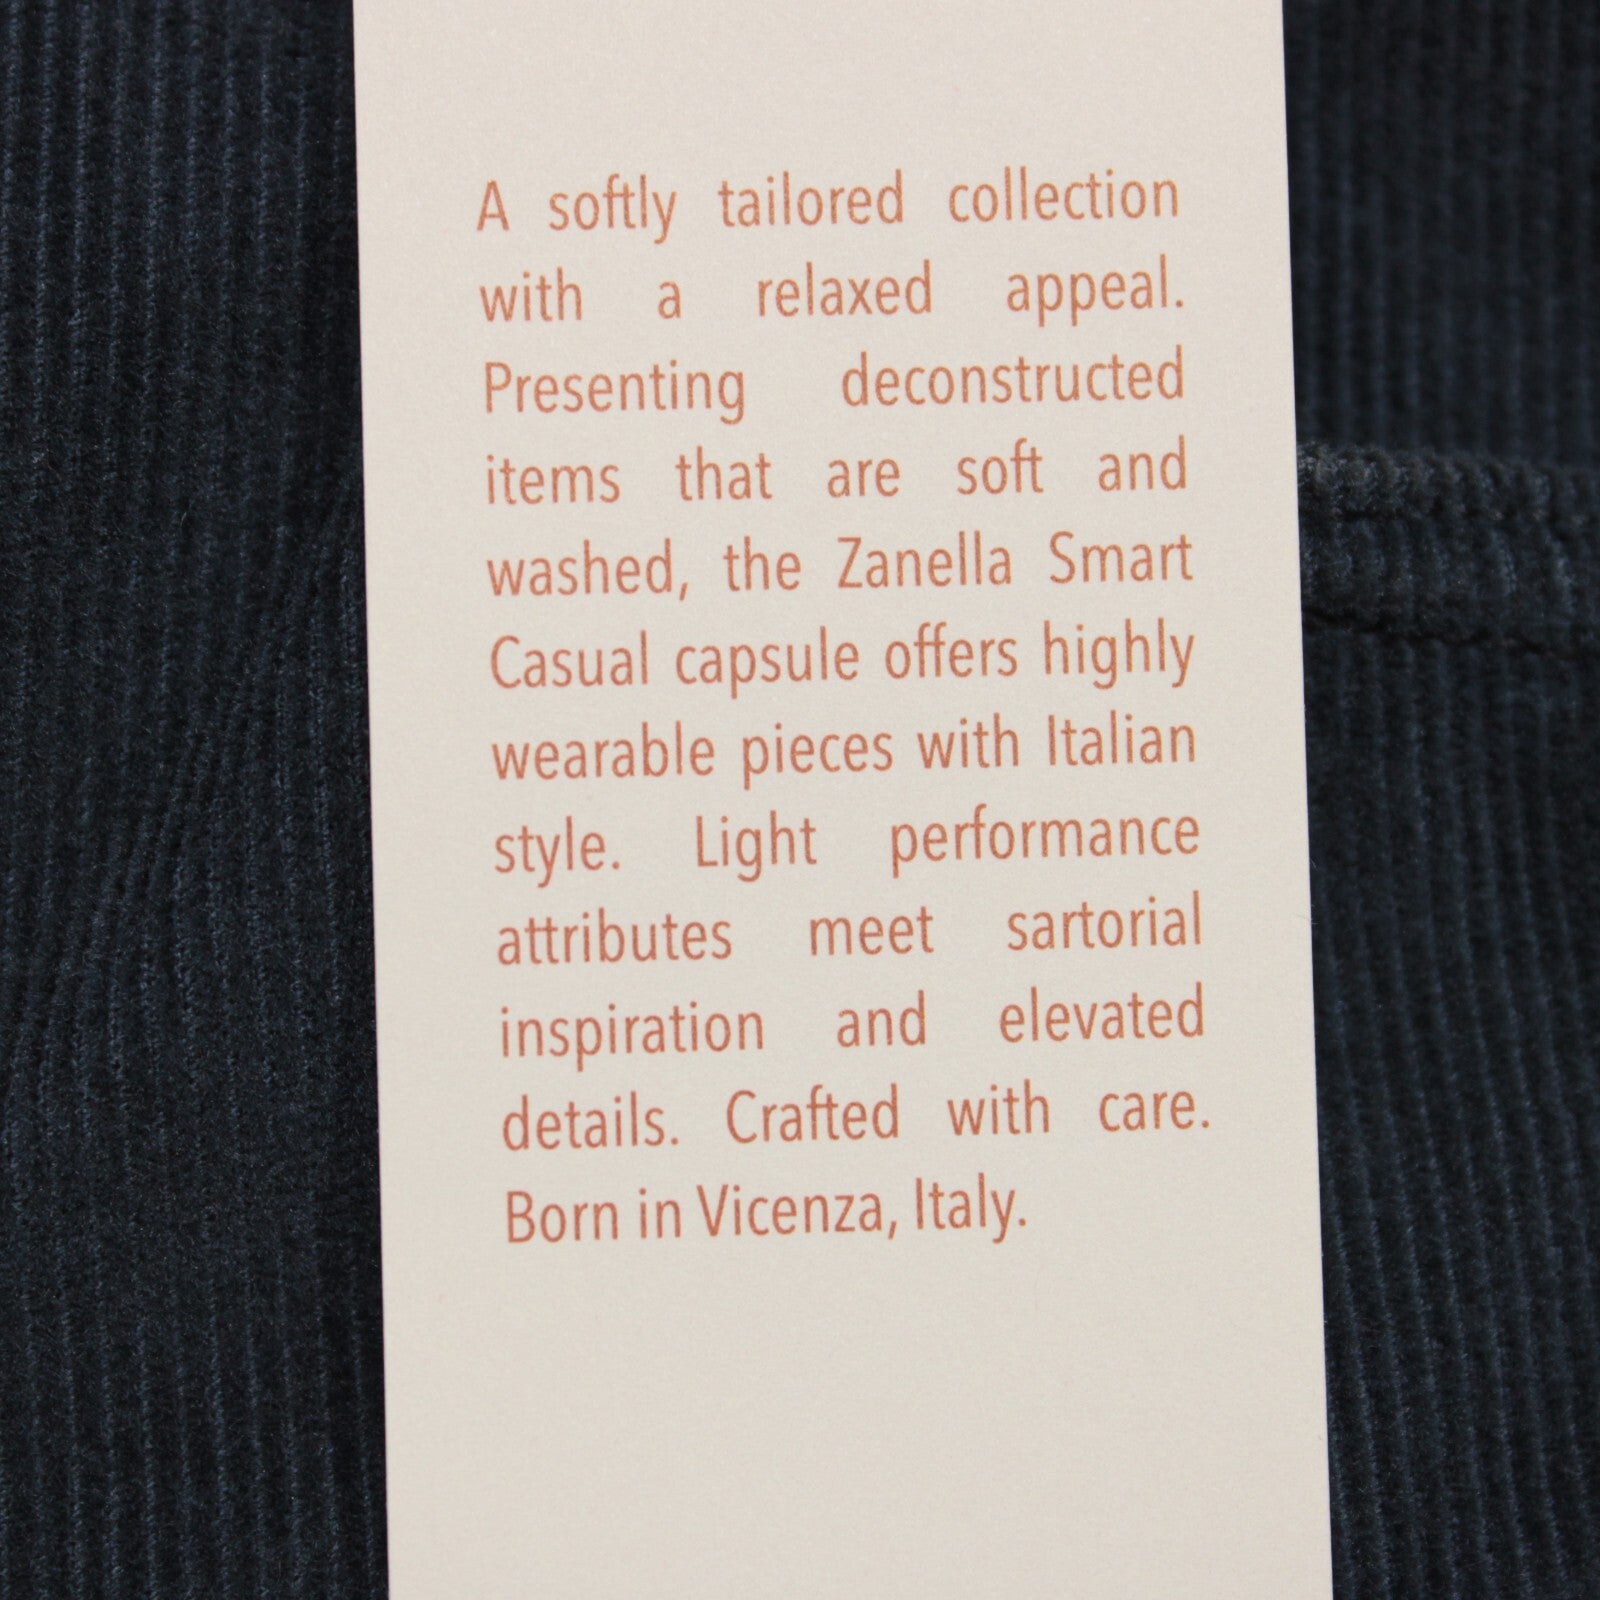 A softly tailored collection
with a relaxed appeal.
Presenting deconstructed
items that are soft and
washed, the Zanella Smart
Casual capsule offers highly
wearable pieces with Italian
style. Light performance
attributes meet sartorial
inspiration and elevated
details. Crafted with care.
Born in Vicenza, Italy.